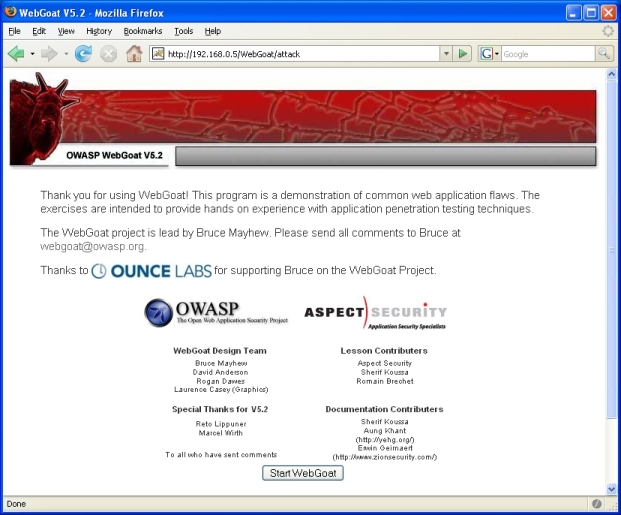 WebGoat V5.2 - Mozilla Firefox
File Edit View History Bookmarks Tools Help
http://192.168.0.5/WebGoat/attack
Google
OWASP WebGoat V5.2
Thank you for using WebGoat! This program is a demonstration of common web application flaws. The
exercises are intended to provide hands on experience with application penetration testing techniques.
The WebGoat project is lead by Bruce Mayhew. Please send all comments to Bruce at
webgoat@owasp.org.
Thanks to OUNCE LABS for supporting Bruce on the WebGoat Project.
OWASP
The Open Web Application Security Project
ASPECT SECURITY
Application Security Specialists
WebGoat Design Team
Bruce Mayhew
David Anderson
Rogan Dawes
Laurence Casey (Graphics)
Lesson Contributers
Aspect Security
Sherif Koussa
Romain Brechet
Special Thanks for V5.2
Reto Lippuner
Marcel Wirth
To all who have sent comments
Documentation Contributers
Sherif Koussa
Aung Khant
(http://yehg.org/)
Erwin Geirnaert
(http://www.zionsecurity.com/)
Start WebGoat
Done